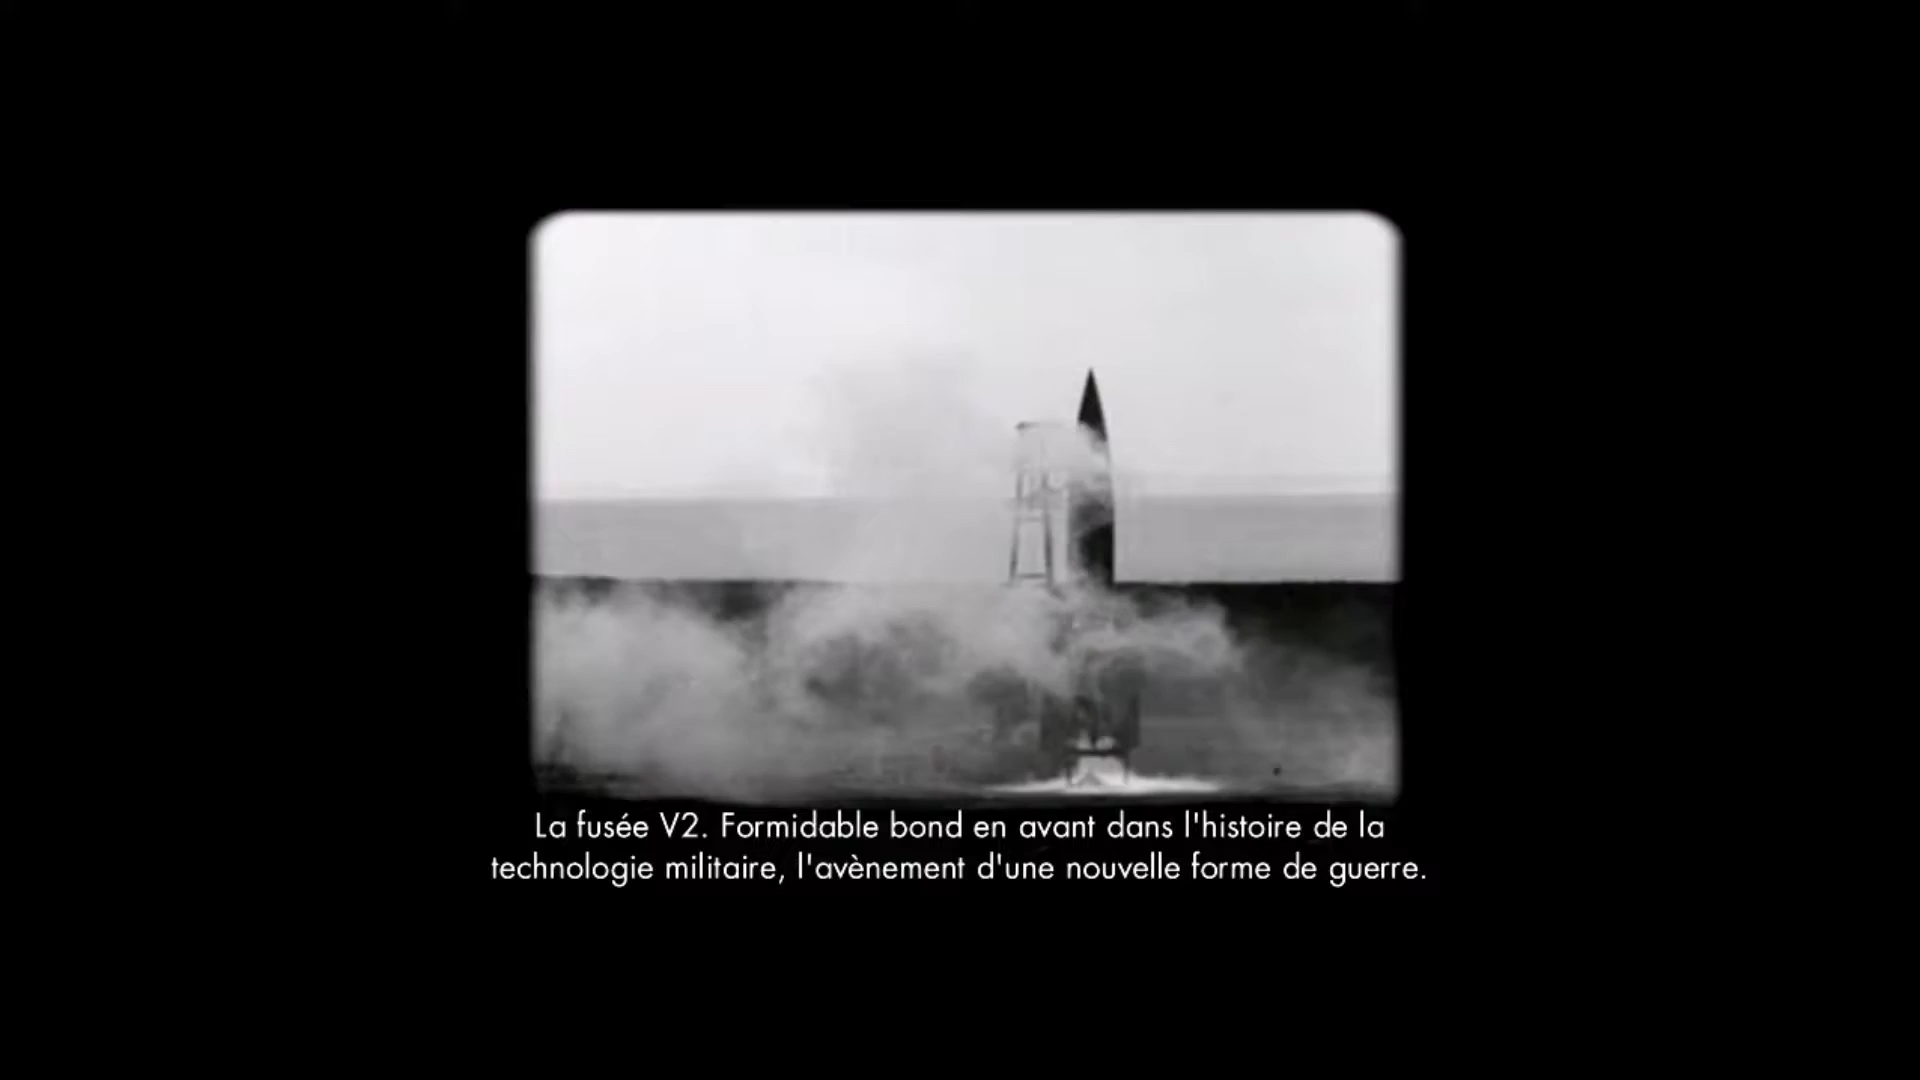 La fusée V2. Formidable bond en avant dans l'histoire de la
technologie militaire, l'avènement d'une nouvelle forme de guerre.